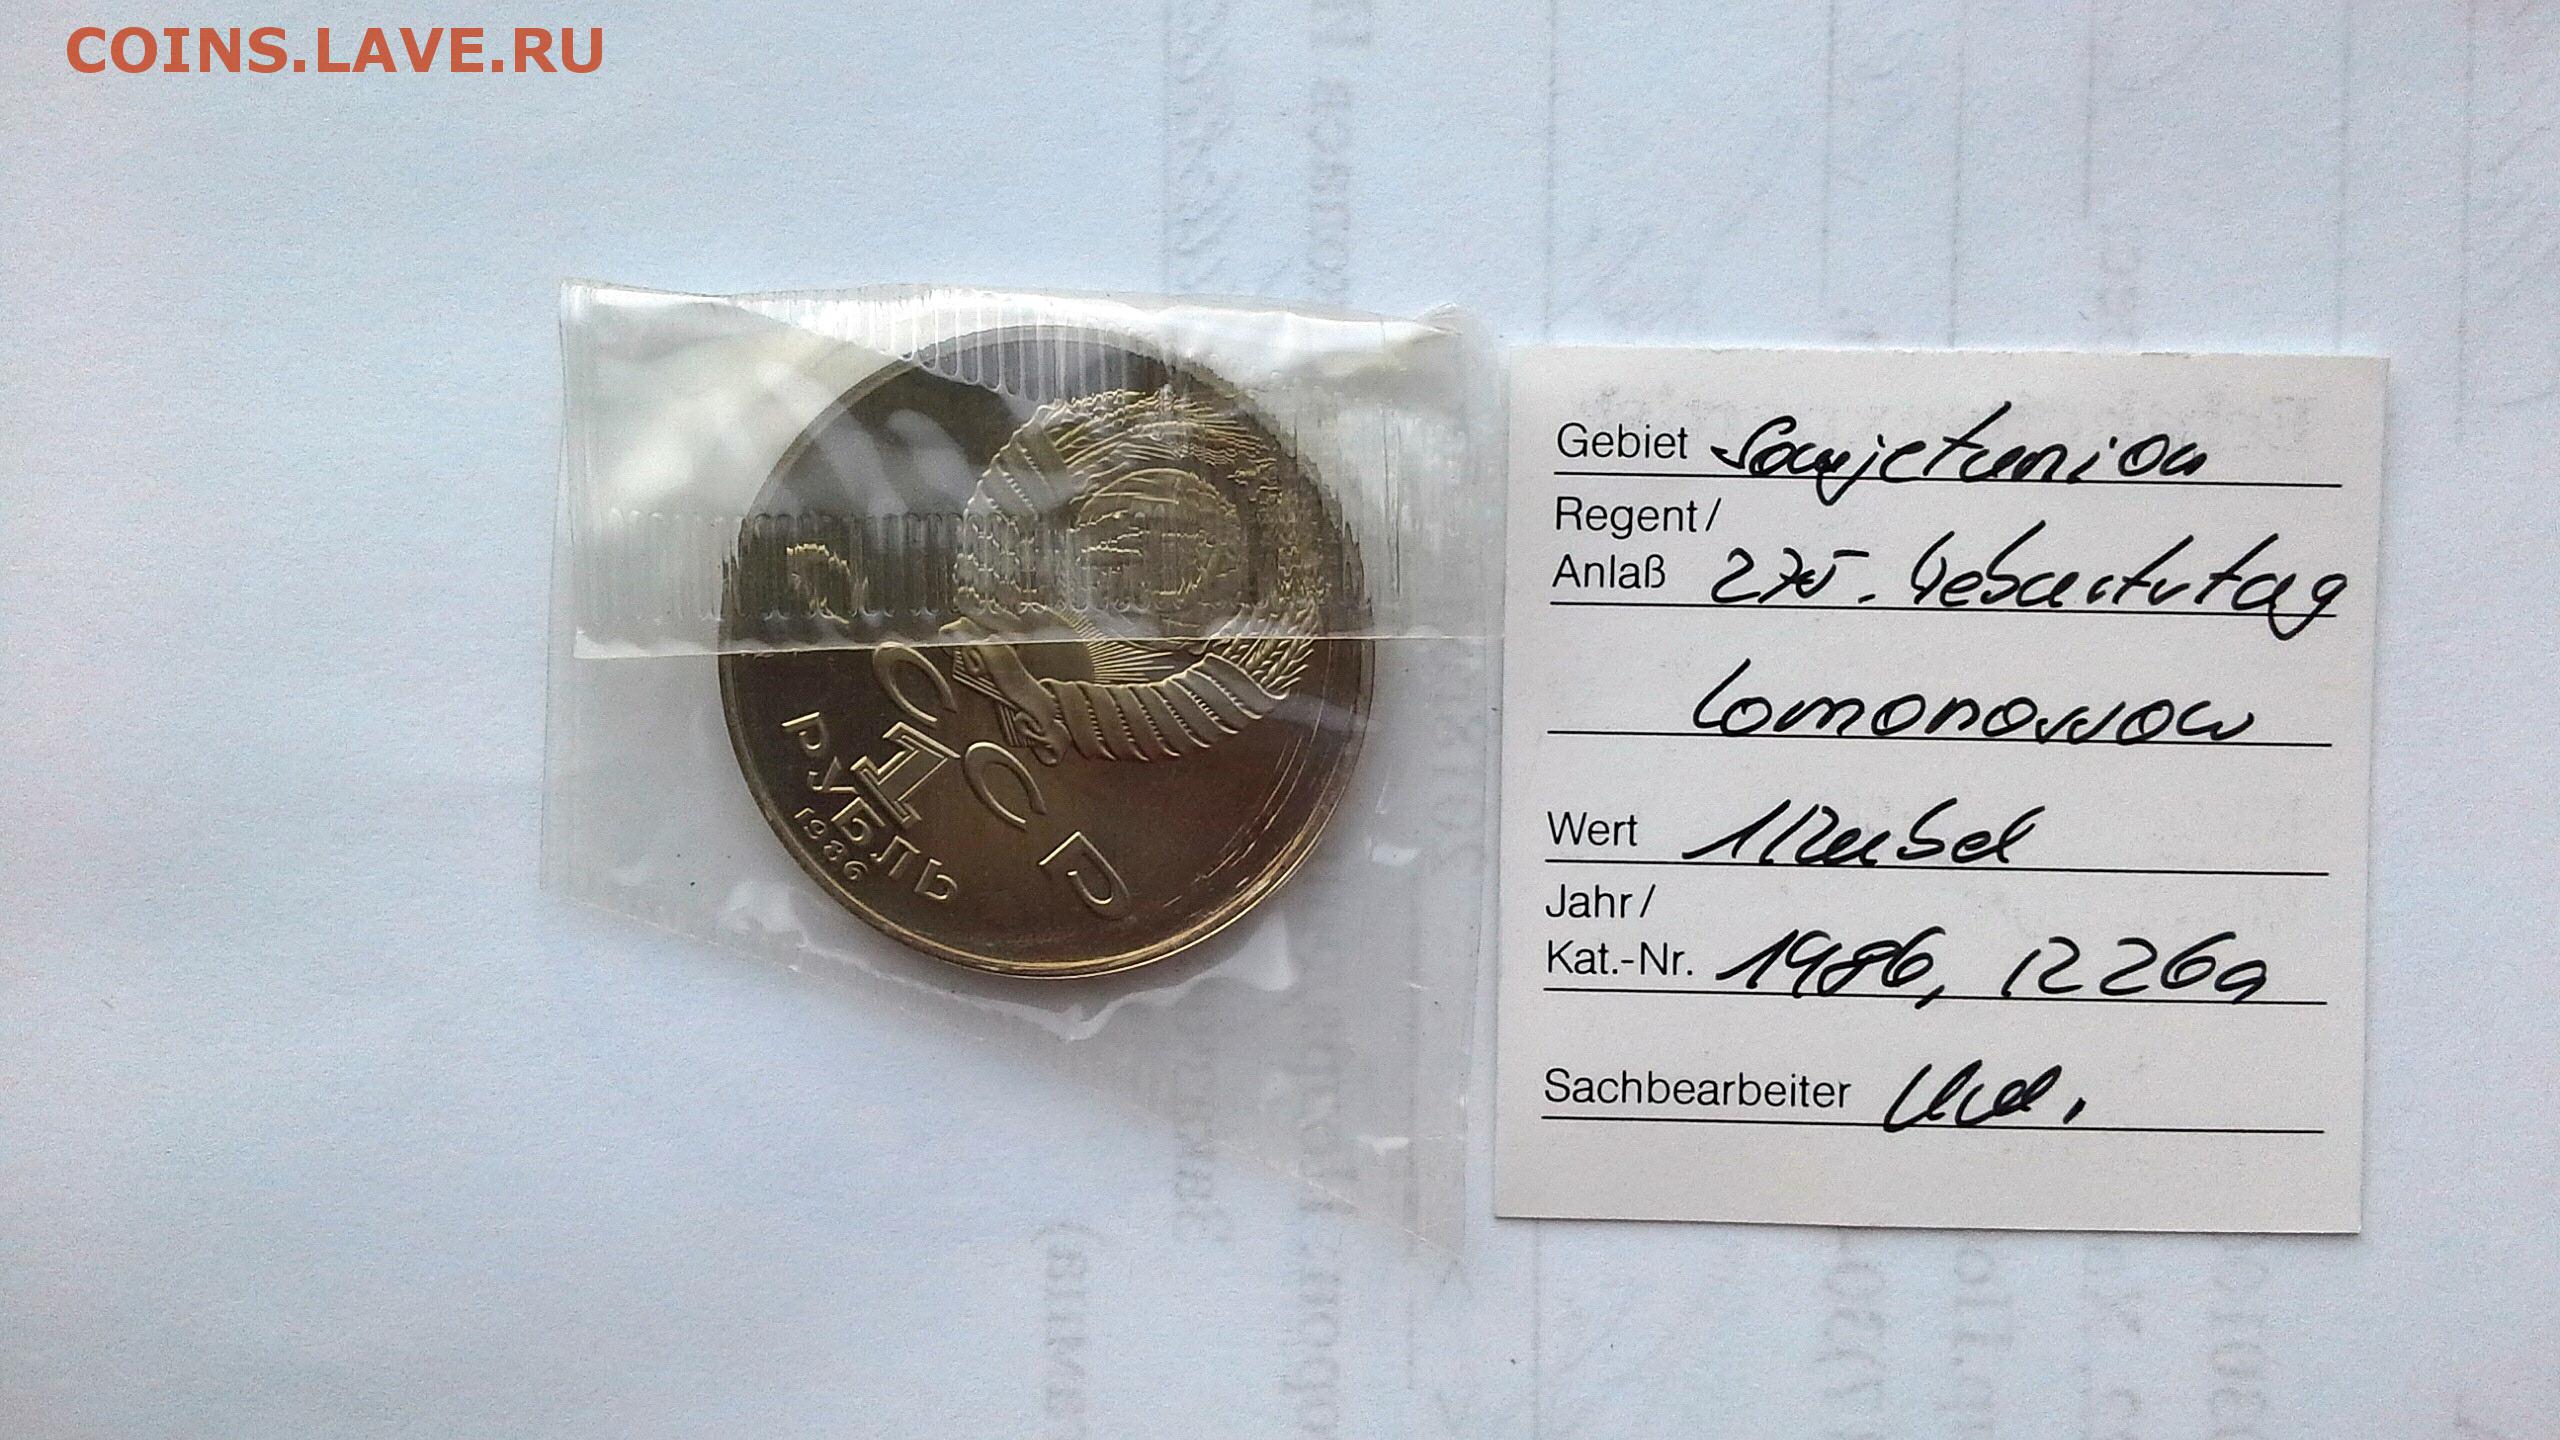 COINS.LAVE.RU
СССР
1
РУБЛЬ
1986
Gebiet Sowjetunion
Regent/
Anlaß 275. Geburtstag
Lomonossow
Wert 1 Rubel
Jahr/
Kat.-Nr. 1986, 1226a
Sachbearbeiter